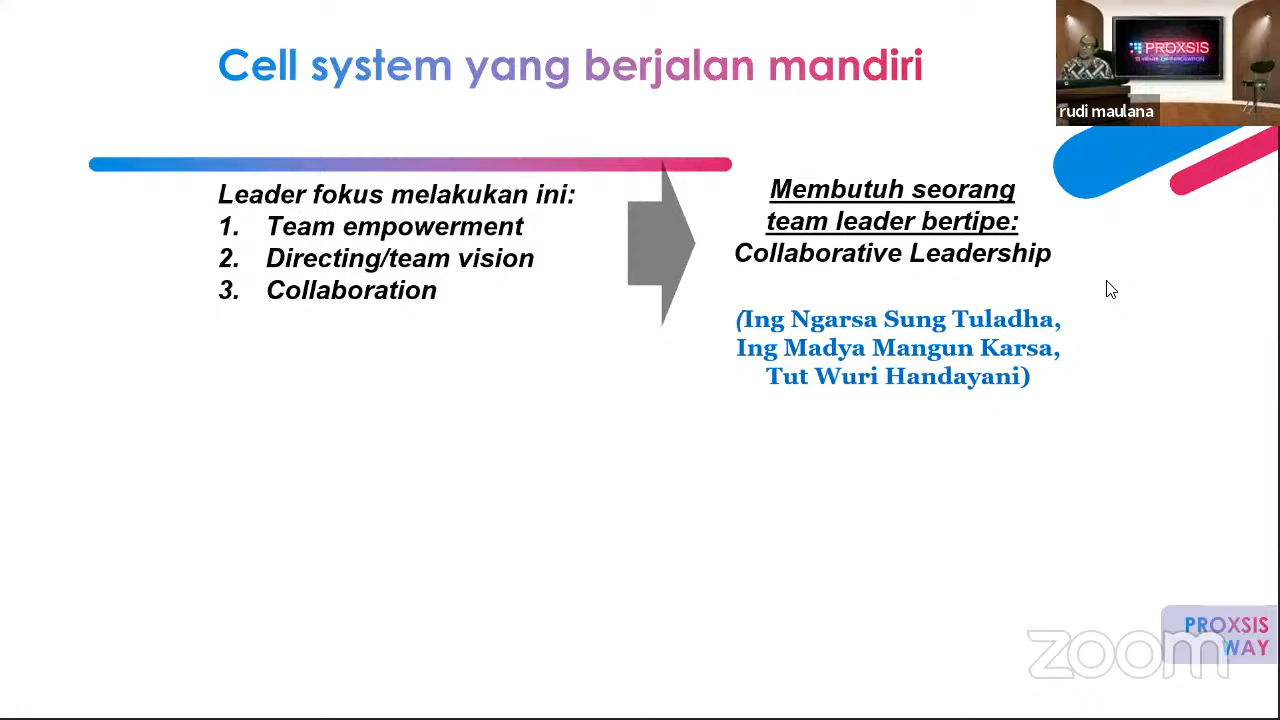 Cell system yang berjalan mandiri
PROXSIS
rudi maulana
Leader fokus melakukan ini:
1. Team empowerment
2. Directing/team vision
3. Collaboration
Membutuh seorang
team leader bertipe:
Collaborative Leadership
(Ing Ngarsa Sung Tuladha,
Ing Madya Mangun Karsa,
Tut Wuri Handayani)
PROXSIS
WAY
zoom